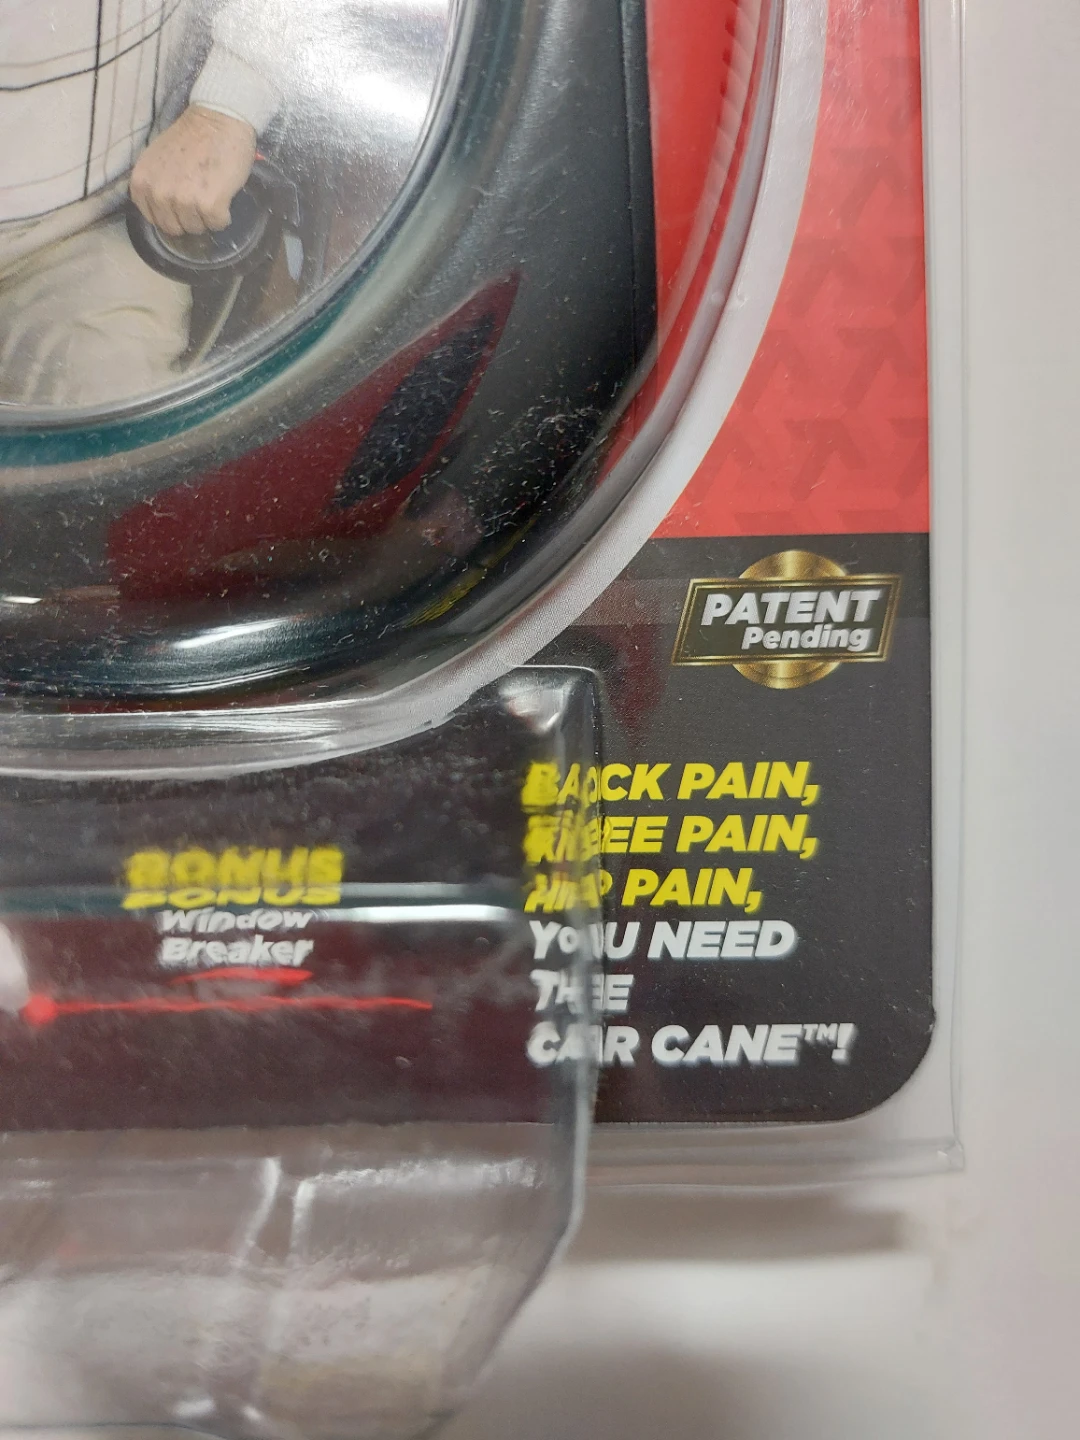 PATENT
Pending
BACK PAIN,
KNEE PAIN,
HIP PAIN,
YOU NEED
THE
CAR CANE™!
BONUS
Window
Breaker